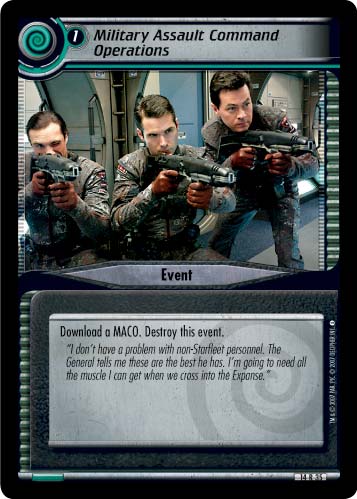 1
Military Assault Command
Operations
Event
Download a MACO. Destroy this event.
"I don't have a problem with non-Starfleet personnel. The
General tells me these are the best he has. I'm going to need all
the muscle I can get when we cross into the Expanse."
14 R 35